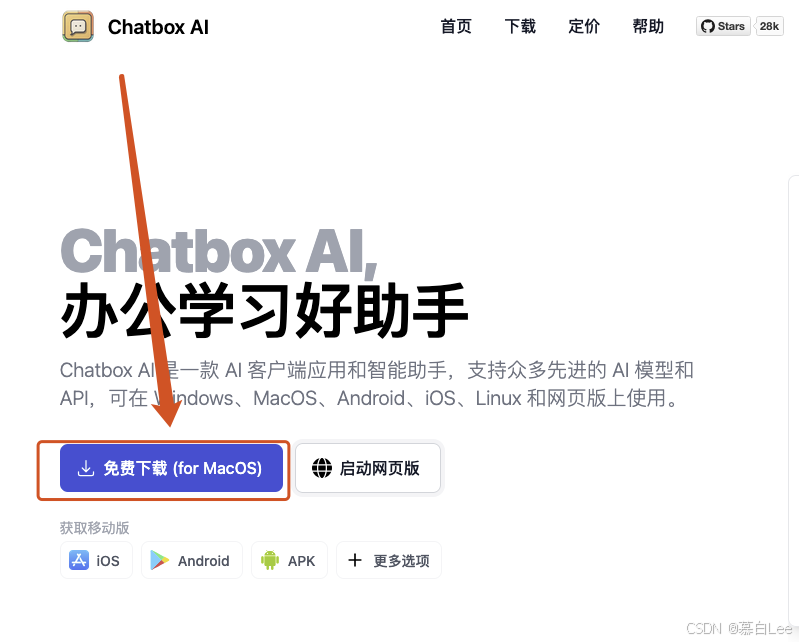 Chatbox AI
首页 下载 定价 帮助 Stars 28k
Chatbox AI,
办公学习好助手
Chatbox AI 是一款 AI 客户端应用和智能助手，支持众多先进的 AI 模型和
API，可在 Windows、MacOS、Android、iOS、Linux 和网页版上使用。
免费下载 (for MacOS) 启动网页版
获取移动版
iOS Android APK 更多选项
CSDN @慕白Lee